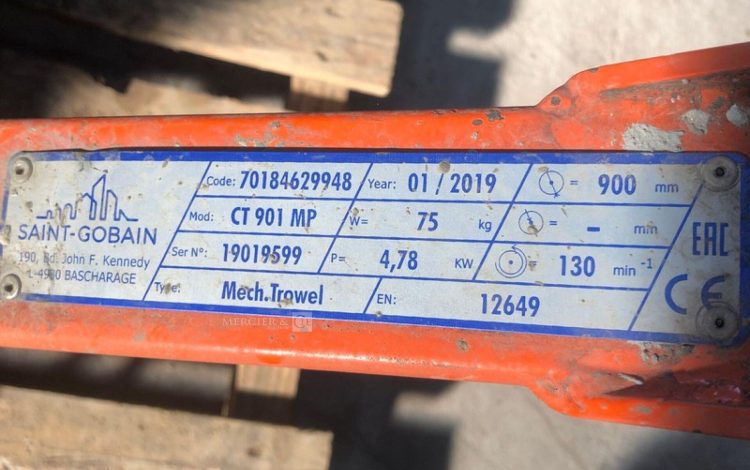 SAINT-GOBAIN
190, Bd. John F. Kennedy
L-4930 BASCHARAGE
Code: 70184629948 Year: 01 / 2019 = 900 mm
Mod: CT 901 MP W= 75 kg = - mm
Ser N°: 19019599 P= 4,78 KW = 130 min-1
Type: Mech.Trowel EN: 12649
EAC
CE
MERCIER &